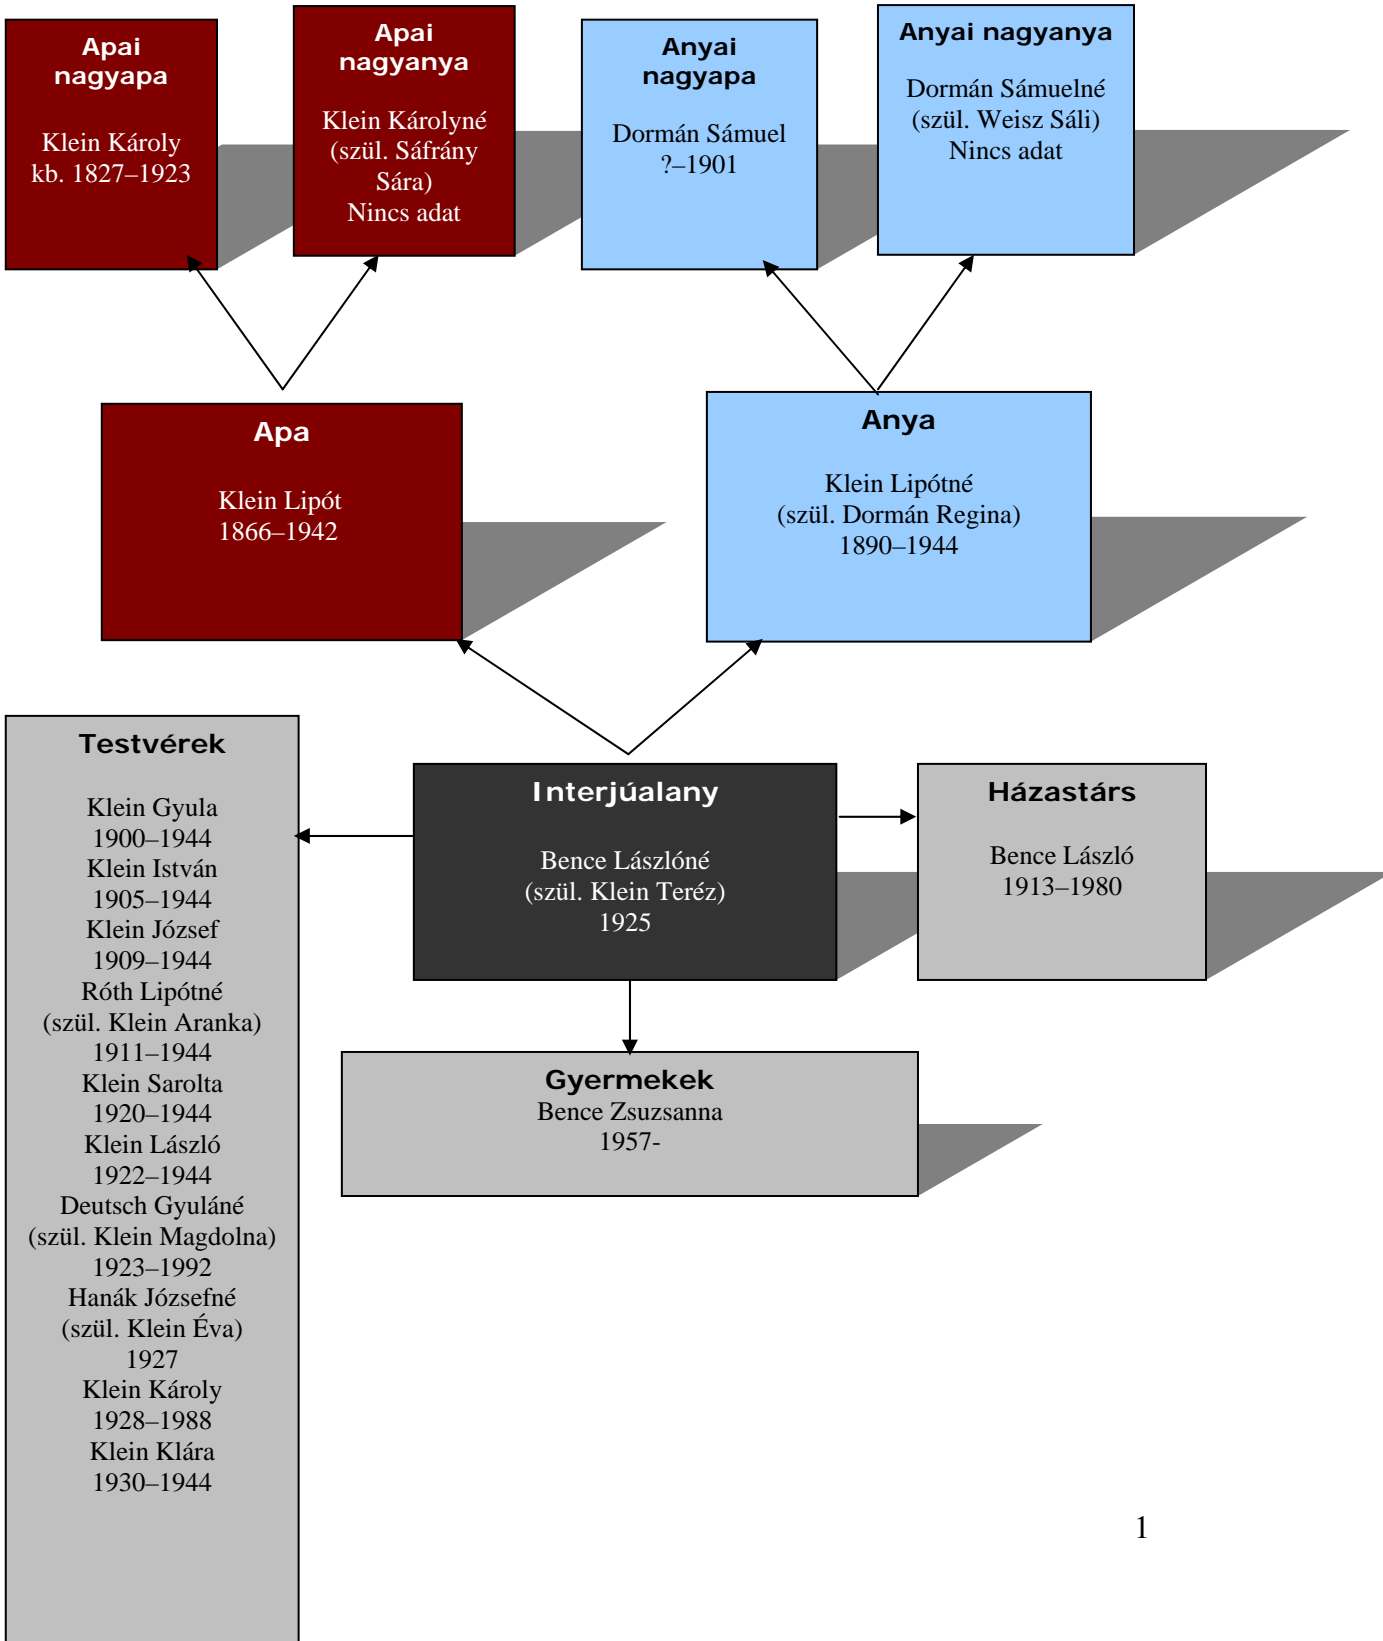 Apai
nagyapa
Klein Károly
kb. 1827–1923
Apai
nagyanya
Klein Károlyné
(szül. Sáfrány
Sára)
Nincs adat
Anyai
nagyapa
Dormán Sámuel
?–1901
Anyai nagyanya
Dormán Sámuelné
(szül. Weisz Sáli)
Nincs adat
Apa
Klein Lipót
1866–1942
Anya
Klein Lipótné
(szül. Dormán Regina)
1890–1944
Testvérek
Klein Gyula
1900–1944
Klein István
1905–1944
Klein József
1909–1944
Róth Lipótné
(szül. Klein Aranka)
1911–1944
Klein Sarolta
1920–1944
Klein László
1922–1944
Deutsch Gyuláné
(szül. Klein Magdolna)
1923–1992
Hanák Józsefné
(szül. Klein Éva)
1927
Klein Károly
1928–1988
Klein Klára
1930–1944
Interjúalany
Bence Lászlóné
(szül. Klein Teréz)
1925
Házastárs
Bence László
1913–1980
Gyermekek
Bence Zsuzsanna
1957-
1